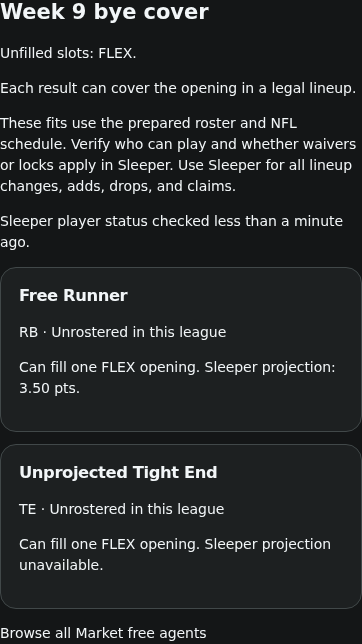 Week 9 bye cover
Unfilled slots: FLEX.
Each result can cover the opening in a legal lineup.
These fits use the prepared roster and NFL
schedule. Verify who can play and whether waivers
or locks apply in Sleeper. Use Sleeper for all lineup
changes, adds, drops, and claims.
Sleeper player status checked less than a minute
ago.
Free Runner
RB · Unrostered in this league
Can fill one FLEX opening. Sleeper projection:
3.50 pts.
Unprojected Tight End
TE · Unrostered in this league
Can fill one FLEX opening. Sleeper projection
unavailable.
Browse all Market free agents